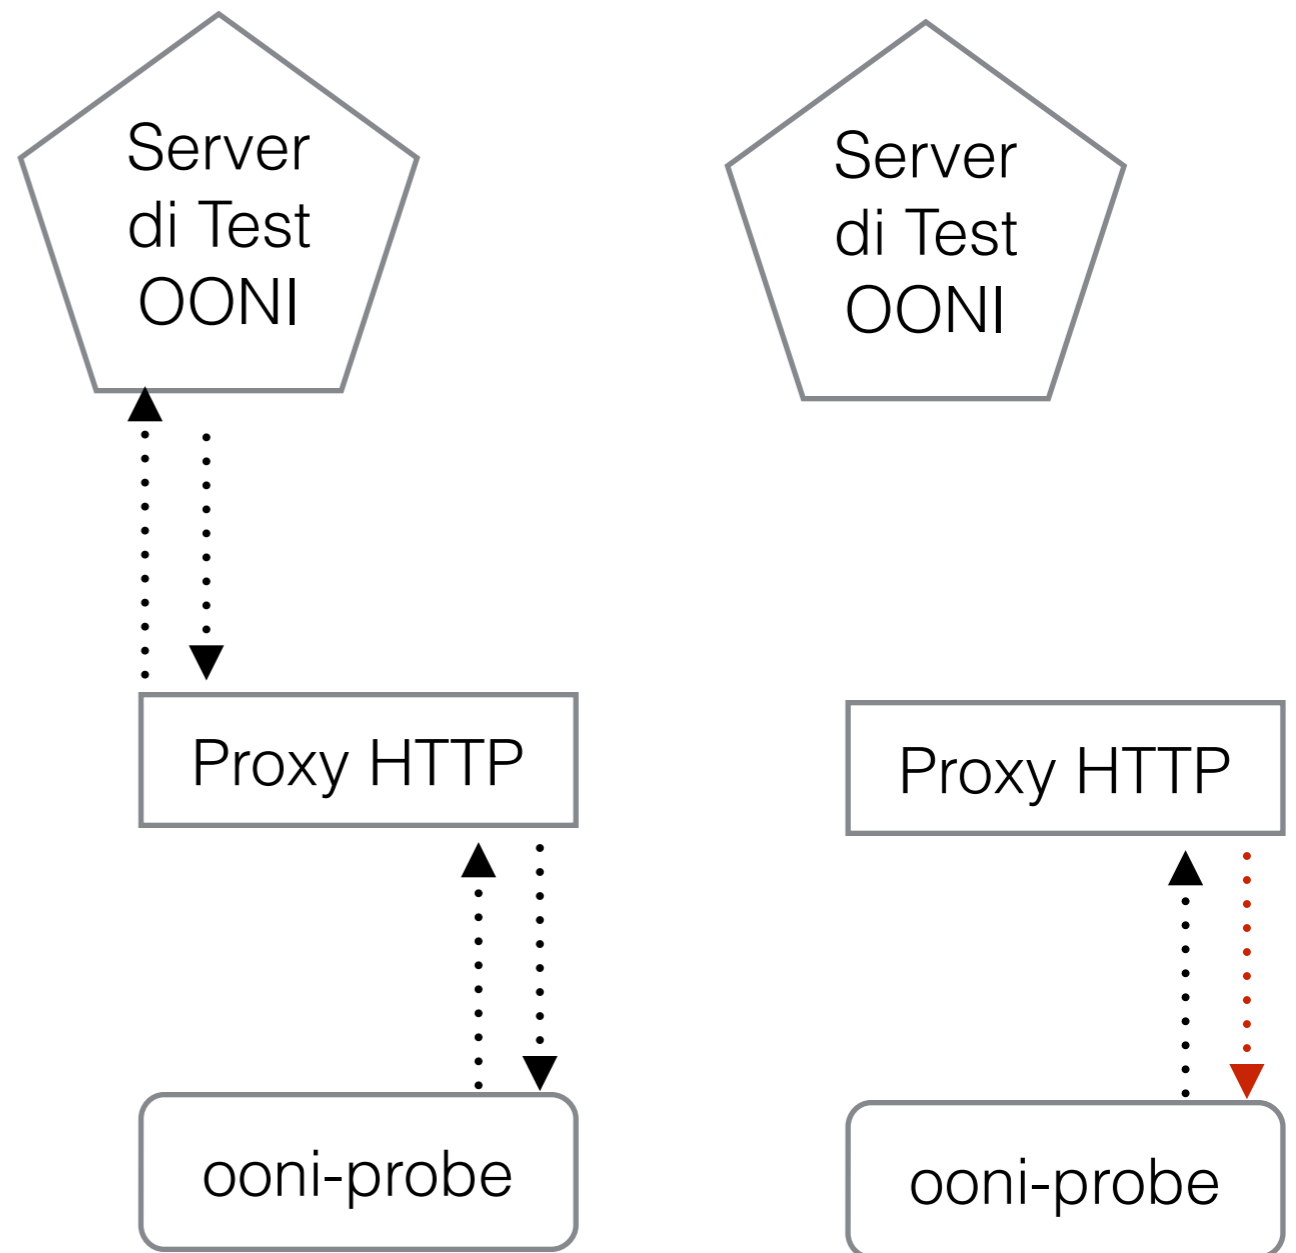 Server
di Test
OONI
Server
di Test
OONI
Proxy HTTP
Proxy HTTP
ooni-probe
ooni-probe